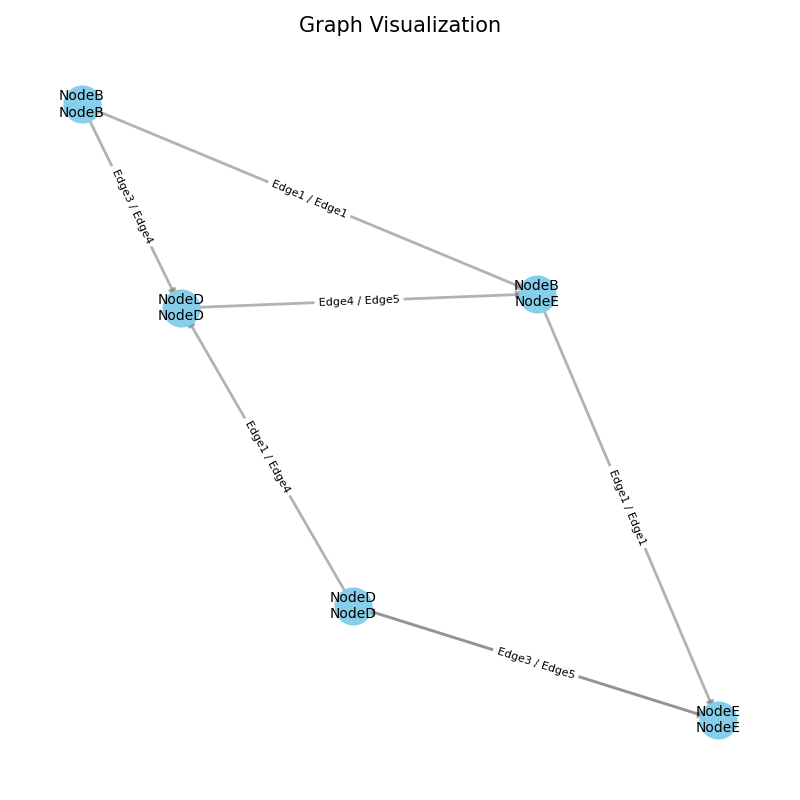 Graph Visualization
NodeB
NodeB
Edge3 / Edge4
Edge1 / Edge1
NodeD
NodeD
Edge4 / Edge5
NodeB
NodeE
Edge1 / Edge4
Edge1 / Edge1
NodeD
NodeD
Edge3 / Edge5
NodeE
NodeE